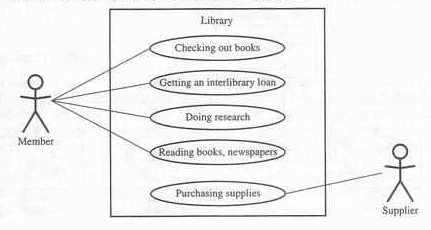 Library
Checking out books
Getting an interlibrary loan
Doing research
Member
Reading books, newspapers
Purchasing supplies
Supplier